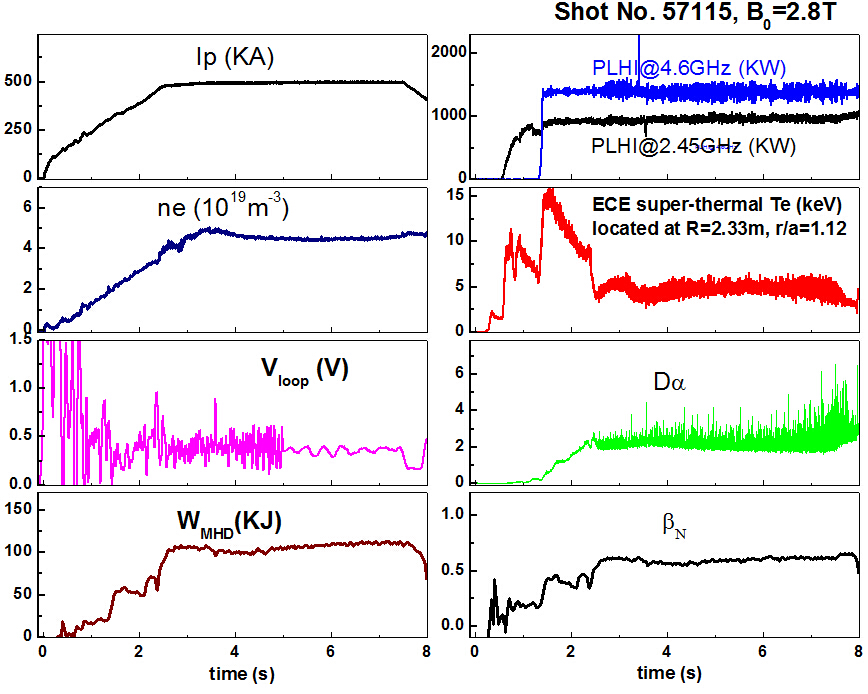 Shot No. 57115, B0=2.8T
Ip (KA)
500
250
0
PLHI@4.6GHz (KW)
PLHI@2.45GHz (KW)
2000
1000
0
ne (10^19m^-3)
6
4
2
0
ECE super-thermal Te (keV)
located at R=2.33m, r/a=1.12
15
10
5
0
Vloop (V)
1.5
1.0
0.5
0.0
Dα
6
4
2
0
WMHD(KJ)
150
100
50
0
0 2 4 6 8
time (s)
βN
1.0
0.5
0.0
0 2 4 6 8
time (s)